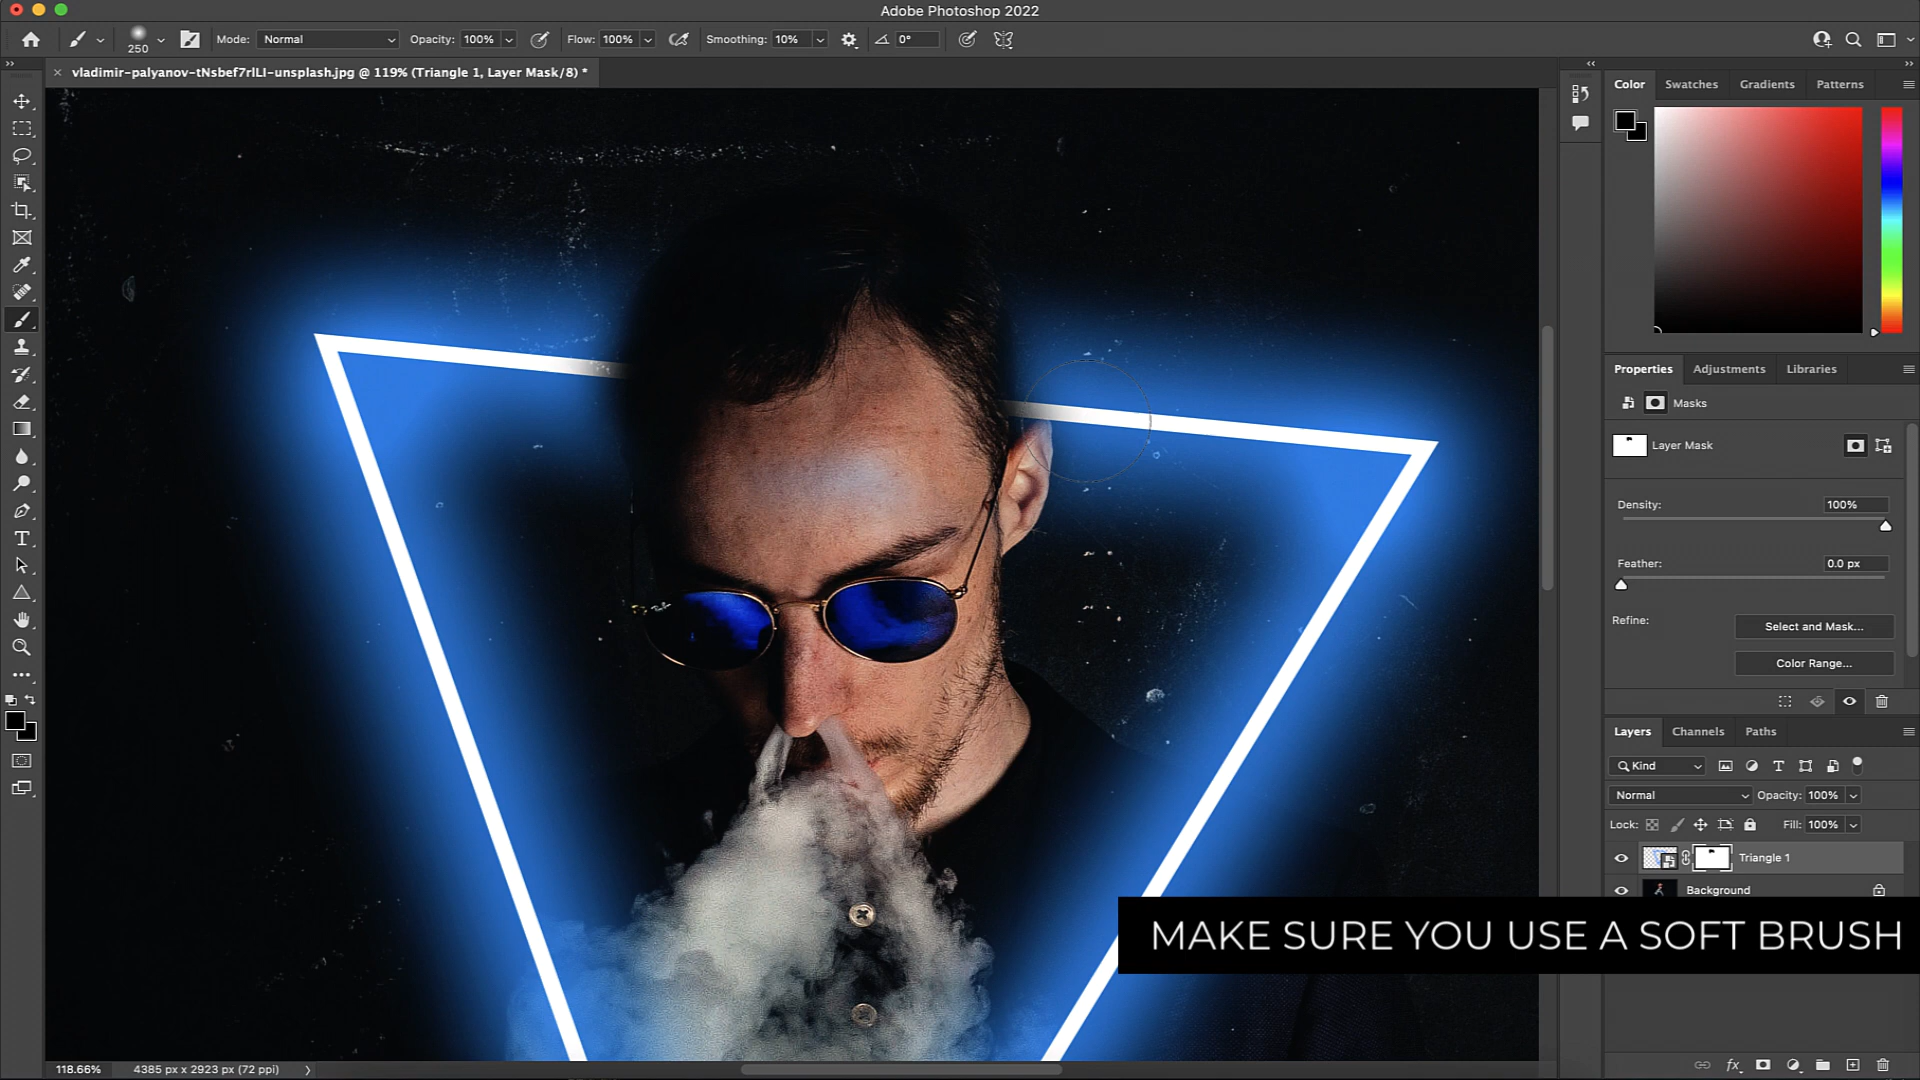 Adobe Photoshop 2022
250
Mode: Normal
Opacity: 100%
Flow: 100%
Smoothing: 10%
0°
vladimir-palyanov-tNsbef7rlLI-unsplash.jpg @ 119% (Triangle 1, Layer Mask/8) *
Color Swatches Gradients Patterns
Properties Adjustments Libraries
Masks
Layer Mask
Density: 100%
Feather: 0.0 px
Refine: Select and Mask...
Color Range...
Layers Channels Paths
Kind
Normal Opacity: 100%
Lock: Fill: 100%
Triangle 1
Background
MAKE SURE YOU USE A SOFT BRUSH
118.66% 4385 px x 2923 px (72 ppi)